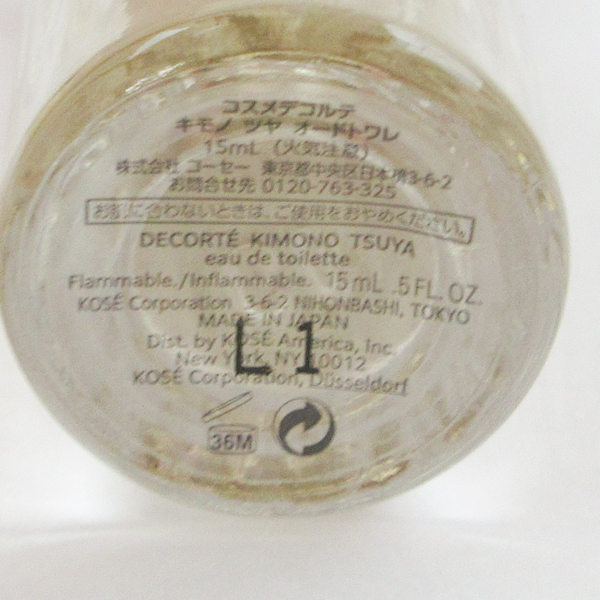 コスメデコルテ
キモノ ツヤ オードトワレ
15mL（火気注意）
株式会社 コーセー 東京都中央区日本橋3-6-2
お問合せ先 0120-763-325
お肌に合わないときは、ご使用をおやめください。
DECORTÉ KIMONO TSUYA
eau de toilette
Flammable./Inflammable. 15mL .5 FL. OZ.
KOSÉ Corporation 3-6-2 NIHONBASHI, TOKYO
MADE IN JAPAN
Dist. by KOSÉ America, Inc.
New York, NY 10012
KOSÉ Corporation, Düsseldorf
L1
36M